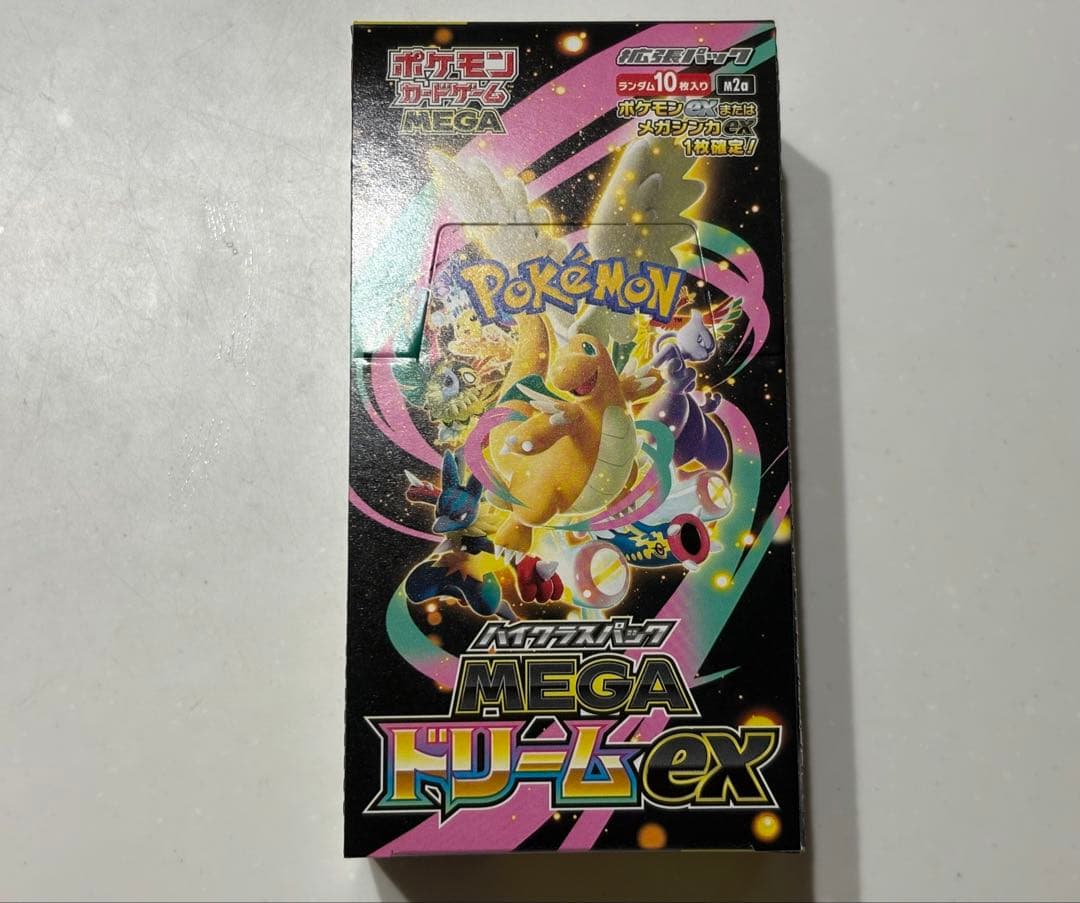 ポケモン
カードゲーム
MEGA
拡張パック
ランダム10枚入り M2a
ポケモンexまたは
メガシンカex
1枚確定!
POKÉMON
TM
ハイクラスパック
MEGA
ドリームex